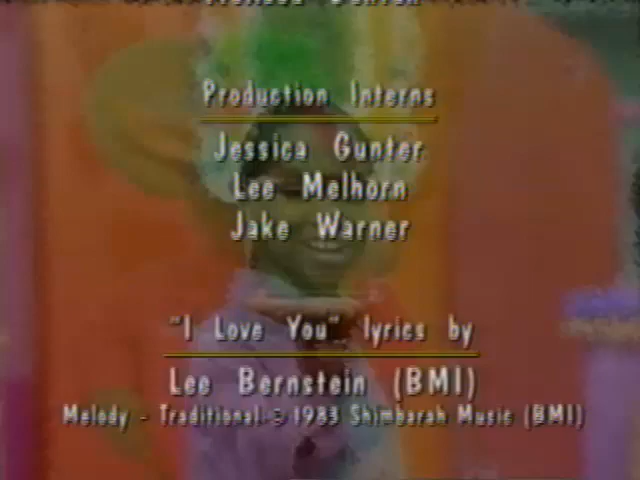 Production Interns
Jessica Gunter
Lee Melhorn
Jake Warner
"I Love You" lyrics by
Lee Bernstein (BMI)
Melody - Traditional © 1983 Shimbarah Music (BMI)